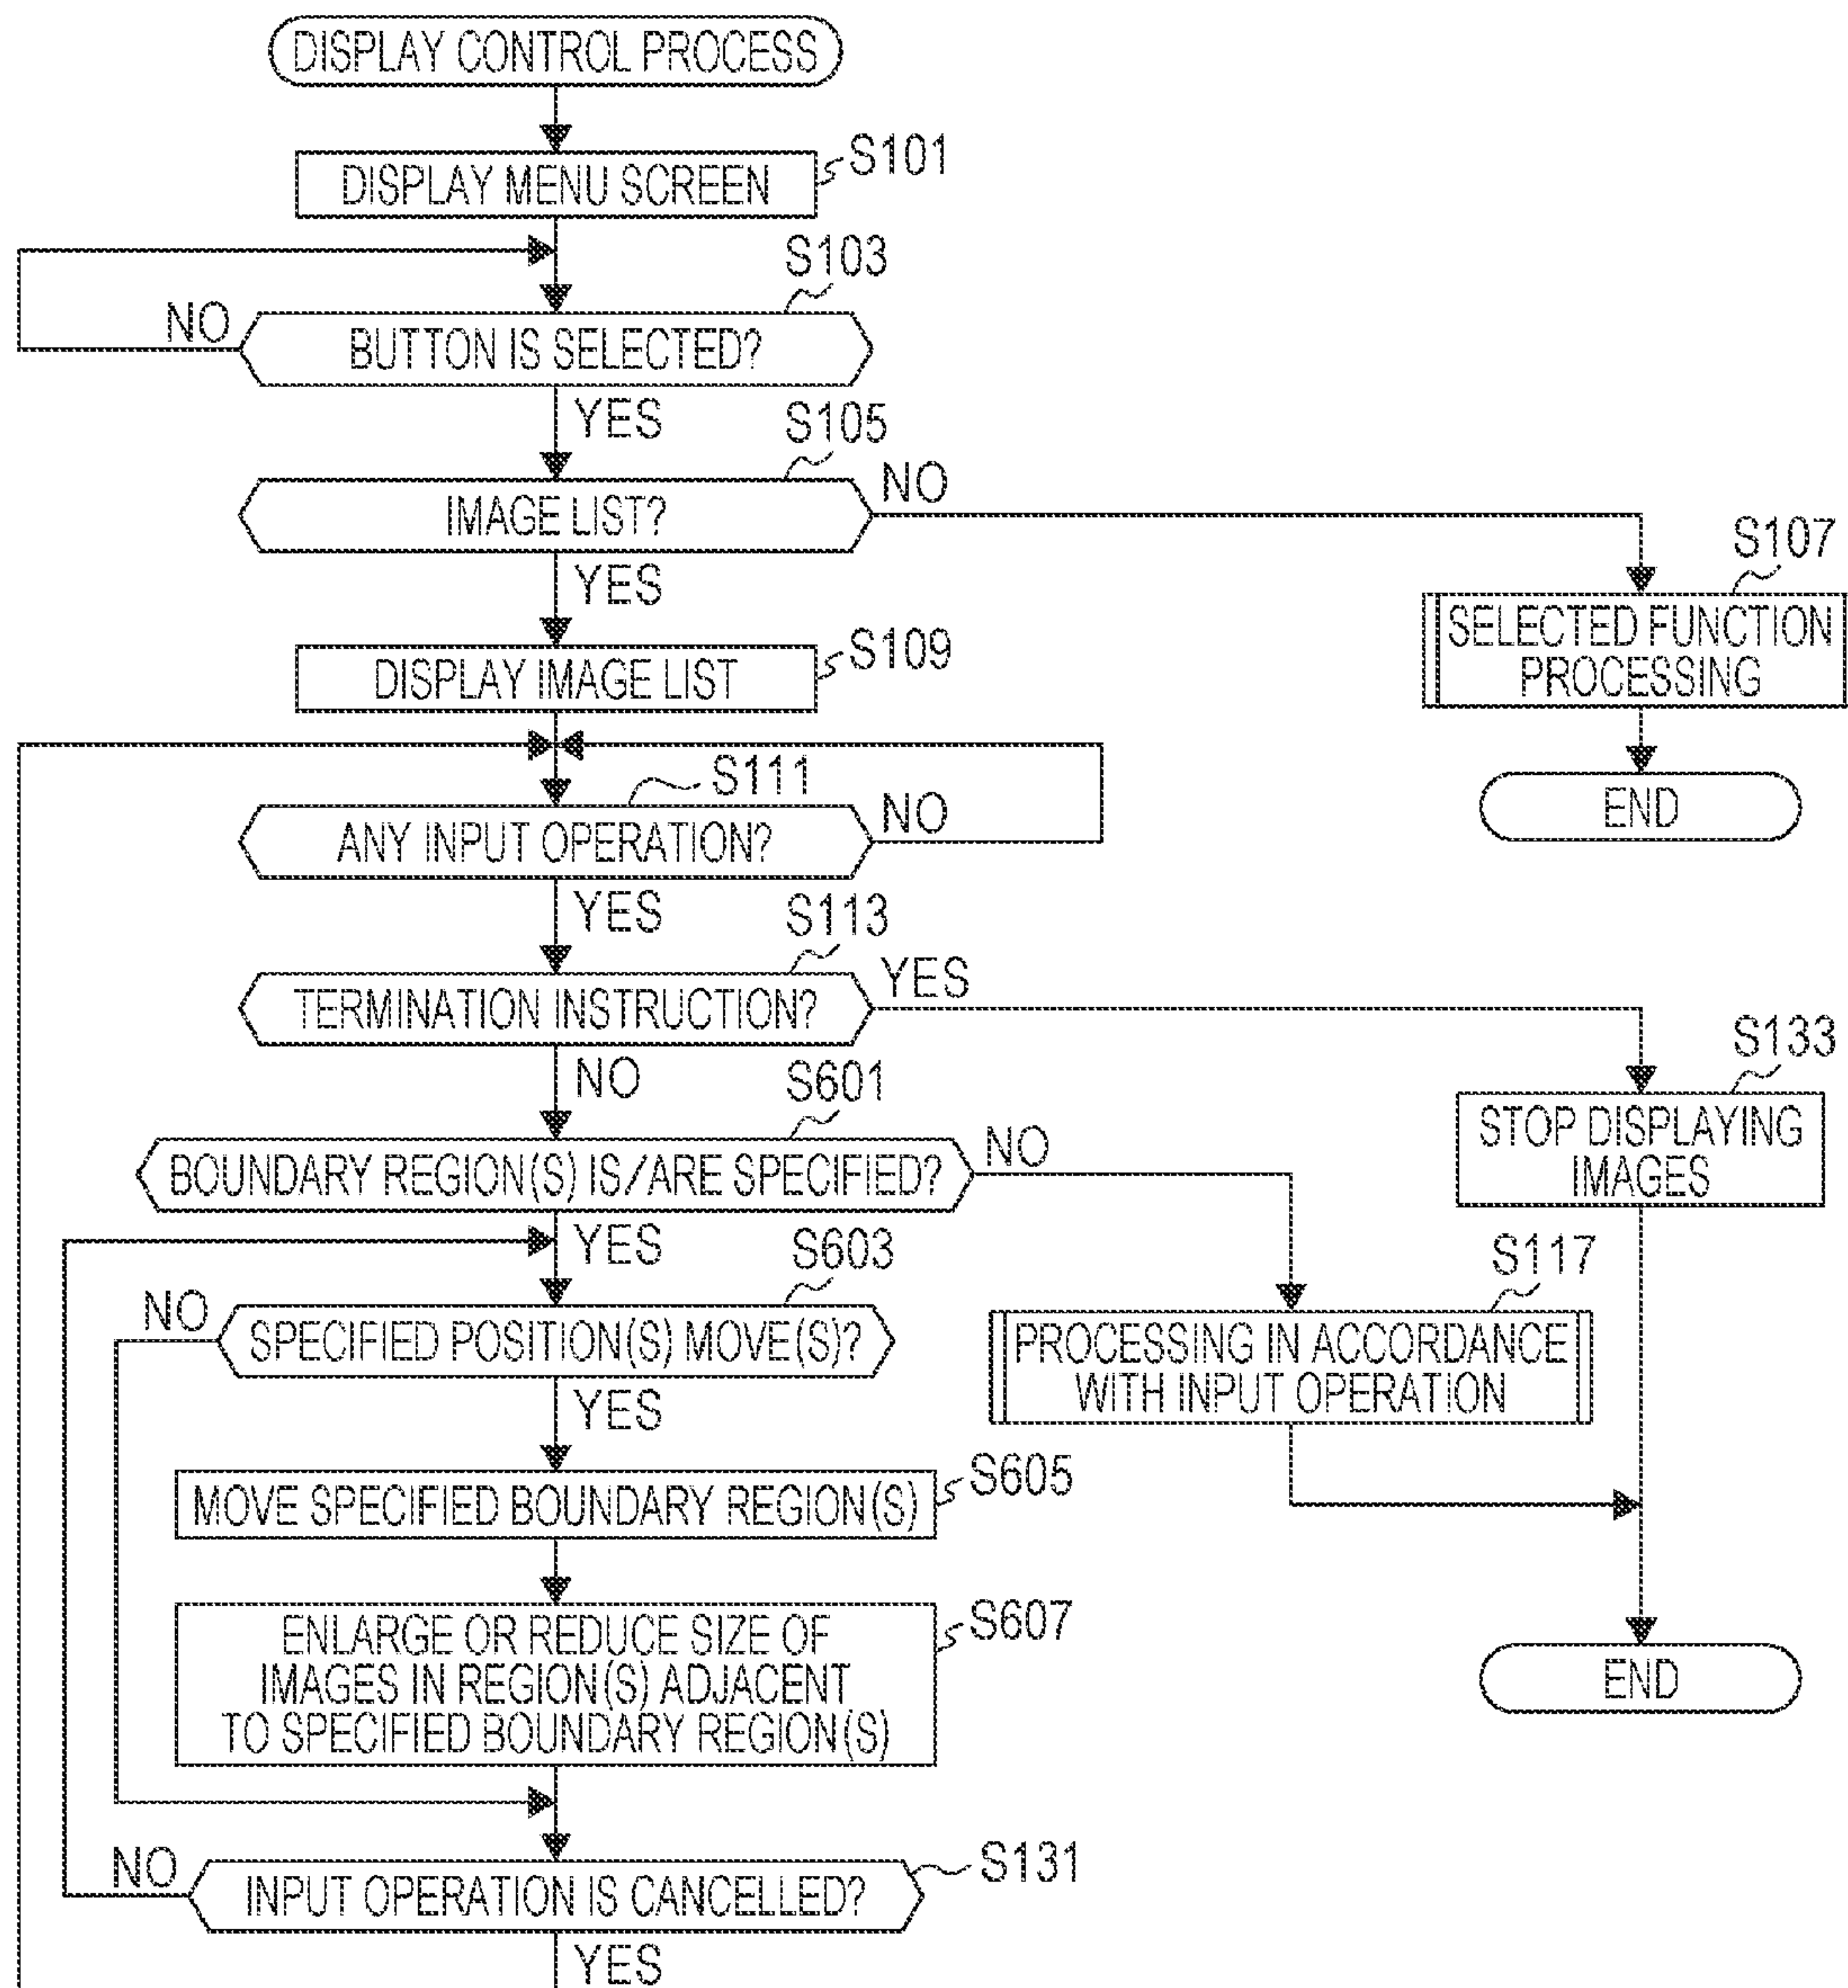 DISPLAY CONTROL PROCESS
S101
DISPLAY MENU SCREEN
S103
NO
BUTTON IS SELECTED?
YES
S105
NO
IMAGE LIST?
YES
S107
SELECTED FUNCTION
PROCESSING
S109
DISPLAY IMAGE LIST
END
S111
NO
ANY INPUT OPERATION?
YES
S113
YES
TERMINATION INSTRUCTION?
NO
S133
STOP DISPLAYING
IMAGES
S601
NO
BOUNDARY REGION(S) IS/ARE SPECIFIED?
YES
S603
NO
SPECIFIED POSITION(S) MOVE(S)?
YES
S117
PROCESSING IN ACCORDANCE
WITH INPUT OPERATION
S605
MOVE SPECIFIED BOUNDARY REGION(S)
S607
ENLARGE OR REDUCE SIZE OF
IMAGES IN REGION(S) ADJACENT
TO SPECIFIED BOUNDARY REGION(S)
END
S131
NO
INPUT OPERATION IS CANCELLED?
YES